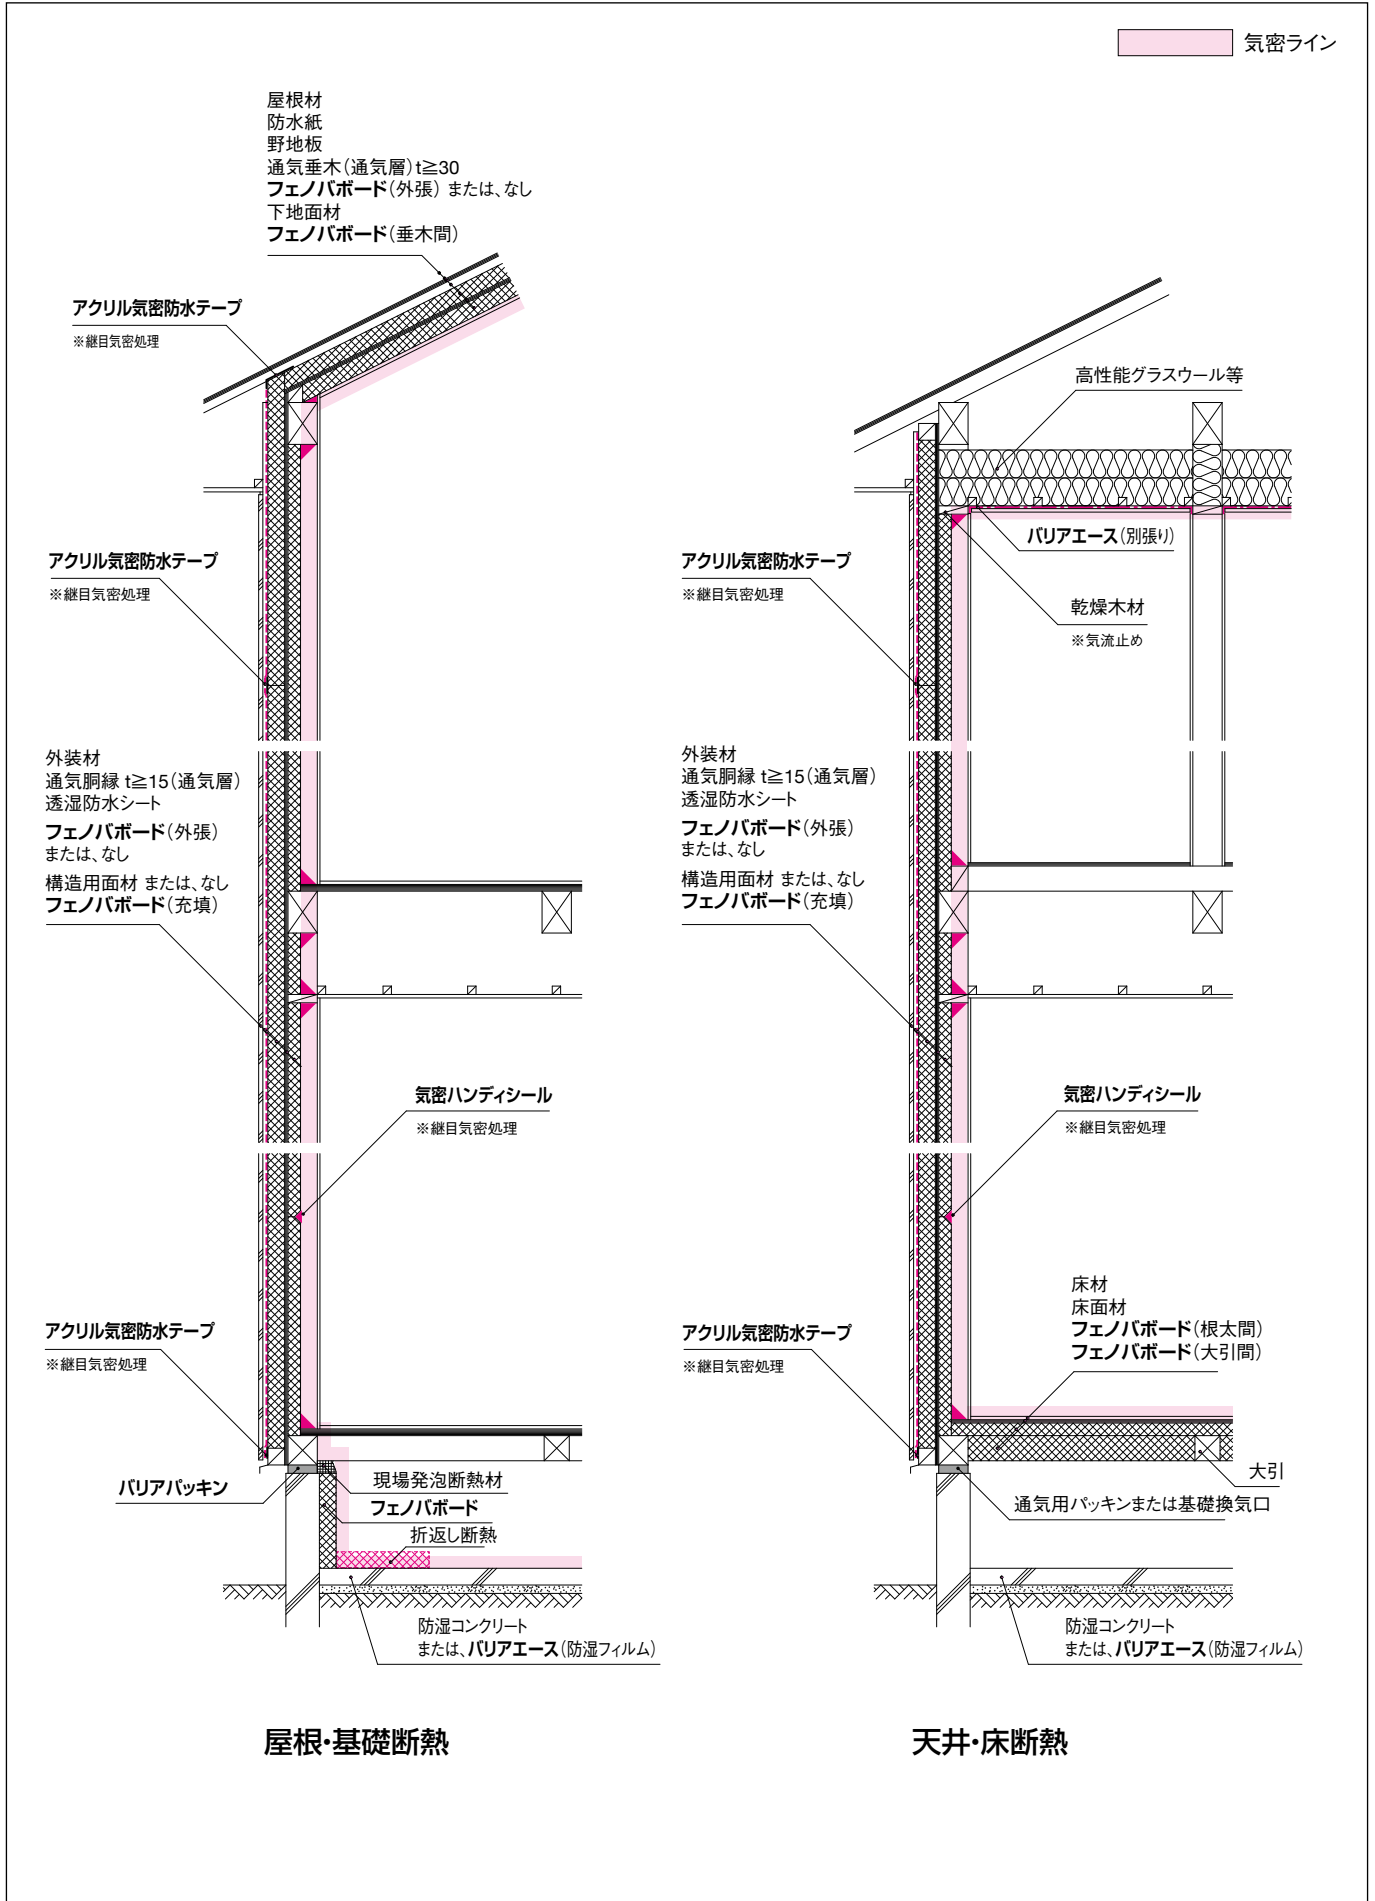 気密ライン
屋根材
防水紙
野地板
通気垂木(通気層)t≧30
フェノバボード(外張) または、なし
下地面材
フェノバボード(垂木間)
アクリル気密防水テープ
※継目気密処理
アクリル気密防水テープ
※継目気密処理
外装材
通気胴縁 t≧15(通気層)
透湿防水シート
フェノバボード(外張)
または、なし
構造用面材 または、なし
フェノバボード(充填)
気密ハンディシール
※継目気密処理
アクリル気密防水テープ
※継目気密処理
バリアパッキン
現場発泡断熱材
フェノバボード
折返し断熱
防湿コンクリート
または、バリアエース(防湿フィルム)
屋根・基礎断熱
高性能グラスウール等
バリアエース(別張り)
アクリル気密防水テープ
※継目気密処理
乾燥木材
※気流止め
外装材
通気胴縁 t≧15(通気層)
透湿防水シート
フェノバボード(外張)
または、なし
構造用面材 または、なし
フェノバボード(充填)
気密ハンディシール
※継目気密処理
床材
床面材
フェノバボード(根太間)
フェノバボード(大引間)
アクリル気密防水テープ
※継目気密処理
大引
通気用パッキンまたは基礎換気口
防湿コンクリート
または、バリアエース(防湿フィルム)
天井・床断熱